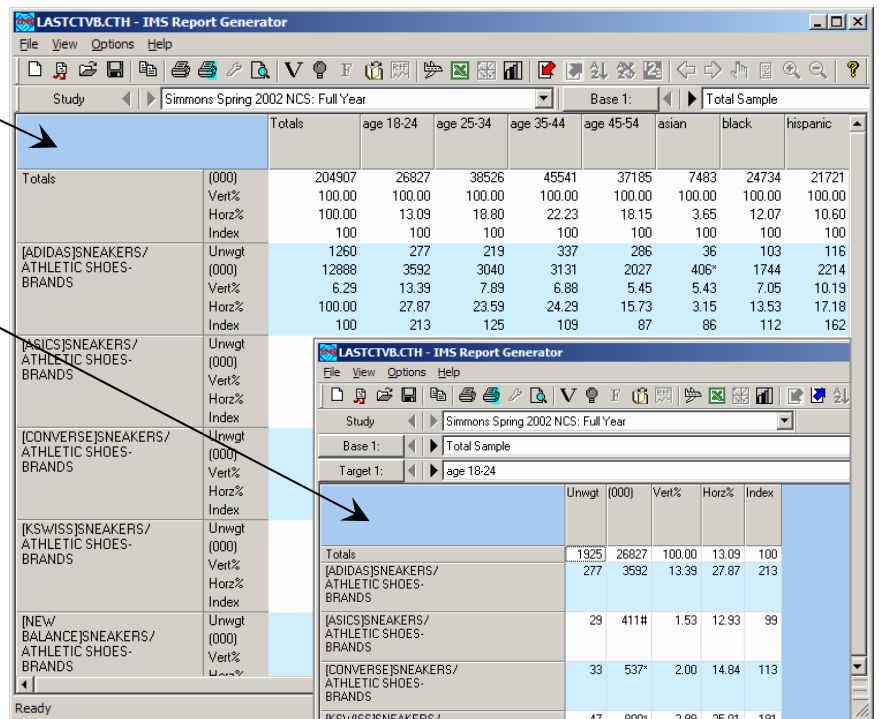 LASTCTVB.CTH - IMS Report Generator
File View Options Help
Study Simmons Spring 2002 NCS: Full Year Base 1: Total Sample
Totals age 18-24 age 25-34 age 35-44 age 45-54 asian black hispanic
Totals (000) 204907 26827 38526 45541 37185 7483 24734 21721
Vert% 100.00 100.00 100.00 100.00 100.00 100.00 100.00 100.00
Horz% 100.00 13.09 18.80 22.23 18.15 3.65 12.07 10.60
Index 100 100 100 100 100 100 100 100
[ADIDAS]SNEAKERS/ Unwgt 1260 277 219 337 286 36 103 116
ATHLETIC SHOES- (000) 12888 3592 3040 3131 2027 406* 1744 2214
BRANDS Vert% 6.29 13.39 7.89 6.88 5.45 5.43 7.05 10.19
Horz% 100.00 27.87 23.59 24.29 15.73 3.15 13.53 17.18
Index 100 213 125 109 87 86 112 162
[ASICS]SNEAKERS/ Unwgt
ATHLETIC SHOES- (000)
BRANDS Vert%
Horz%
Index
[CONVERSE]SNEAKERS/ Unwgt
ATHLETIC SHOES- (000)
BRANDS Vert%
Horz%
Index
[KSWISS]SNEAKERS/ Unwgt
ATHLETIC SHOES- (000)
BRANDS Vert%
Horz%
Index
[NEW Unwgt
BALANCE]SNEAKERS/ (000)
ATHLETIC SHOES- Vert%
BRANDS Horz%
Ready
LASTCTVB.CTH - IMS Report Generator
File View Options Help
Study Simmons Spring 2002 NCS: Full Year
Base 1: Total Sample
Target 1: age 18-24
Unwgt (000) Vert% Horz% Index
Totals 1925 26827 100.00 13.09 100
[ADIDAS]SNEAKERS/ 277 3592 13.39 27.87 213
ATHLETIC SHOES-
BRANDS
[ASICS]SNEAKERS/ 29 411# 1.53 12.93 99
ATHLETIC SHOES-
BRANDS
[CONVERSE]SNEAKERS/ 33 537* 2.00 14.84 113
ATHLETIC SHOES-
BRANDS
[KSWISS]SNEAKERS/ 47 2.98 25.01 191